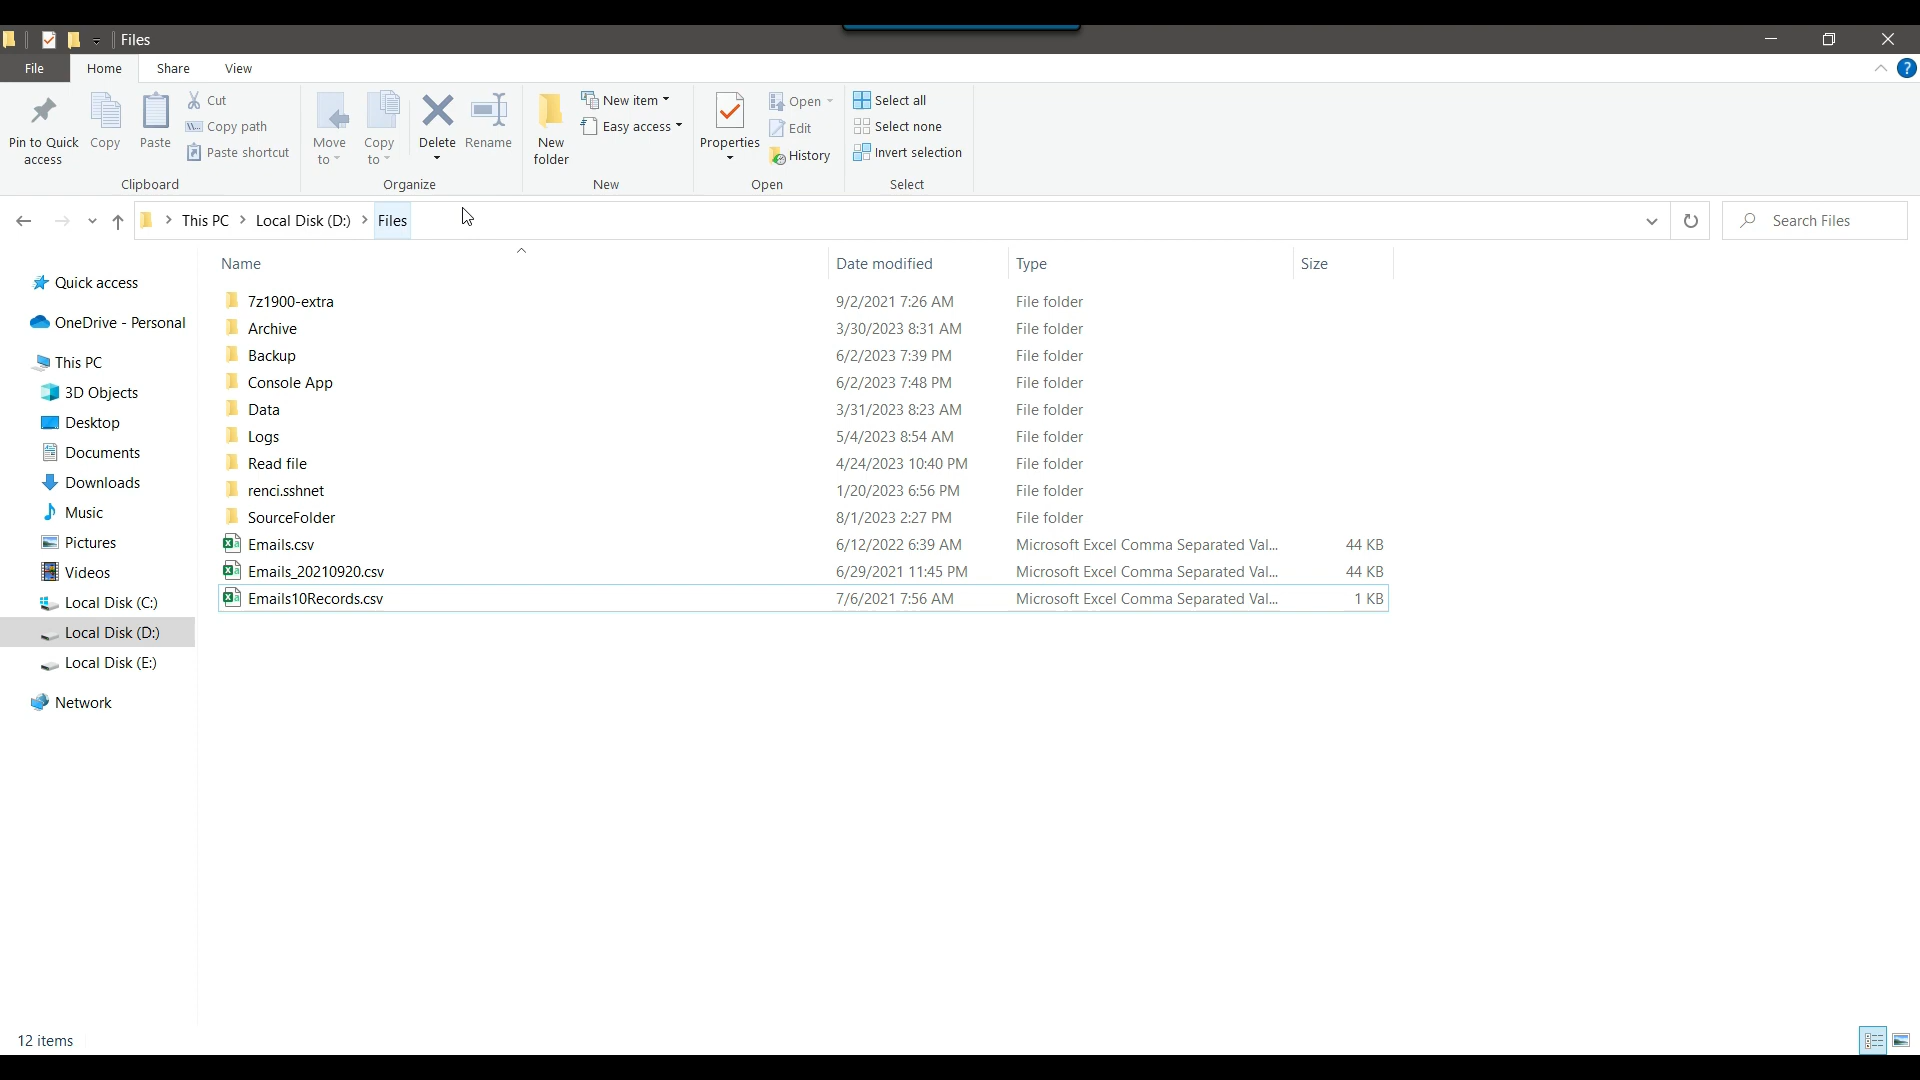 Files
File Home Share View
Pin to Quick access
Copy
Paste
Cut
Copy path
Paste shortcut
Clipboard
Move to
Copy to
Delete
Rename
Organize
New folder
New item
Easy access
New
Properties
Open
Edit
History
Open
Select all
Select none
Invert selection
Select
This PC > Local Disk (D:) > Files
Search Files
Quick access
OneDrive - Personal
This PC
3D Objects
Desktop
Documents
Downloads
Music
Pictures
Videos
Local Disk (C:)
Local Disk (D:)
Local Disk (E:)
Network
Name Date modified Type Size
7z1900-extra 9/2/2021 7:26 AM File folder
Archive 3/30/2023 8:31 AM File folder
Backup 6/2/2023 7:39 PM File folder
Console App 6/2/2023 7:48 PM File folder
Data 3/31/2023 8:23 AM File folder
Logs 5/4/2023 8:54 AM File folder
Read file 4/24/2023 10:40 PM File folder
renci.sshnet 1/20/2023 6:56 PM File folder
SourceFolder 8/1/2023 2:27 PM File folder
Emails.csv 6/12/2022 6:39 AM Microsoft Excel Comma Separated Val... 44 KB
Emails_20210920.csv 6/29/2021 11:45 PM Microsoft Excel Comma Separated Val... 44 KB
Emails10Records.csv 7/6/2021 7:56 AM Microsoft Excel Comma Separated Val... 1 KB
12 items